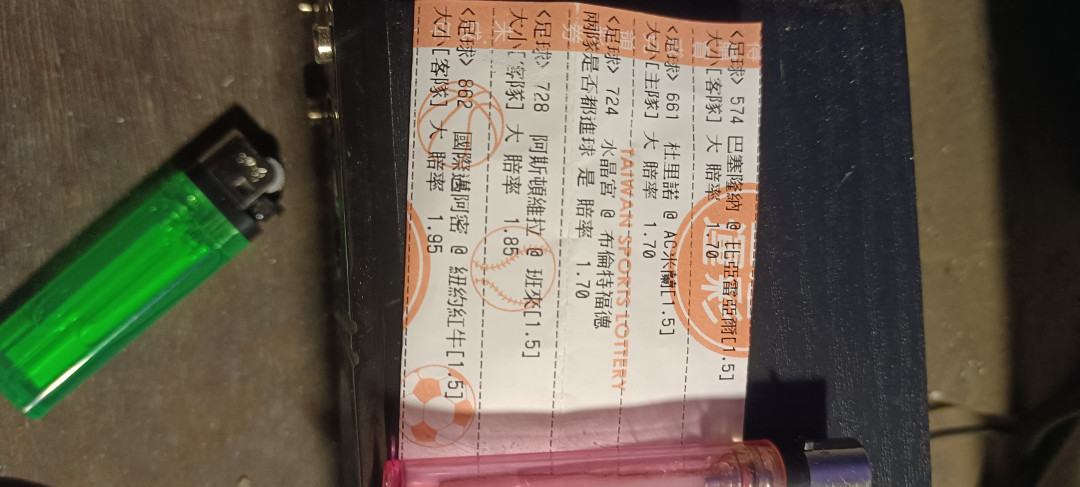 <足球> 574 巴塞隆納 @ 比亞雷亞爾[1.5]
大小[客隊] 大 賠率 1.70
<足球> 661 杜里諾 @ AC米蘭[1.5]
大小[主隊] 大 賠率 1.70
<足球> 724 水晶宮 @ 布倫特福德
兩隊是否都進球 是 賠率 1.70
<足球> 728 阿斯頓維拉 @ 班來[1.5]
大小[客隊] 大 賠率 1.85
<足球> 862 國際邁阿密 @ 紐約紅牛[1.5]
大小[客隊] 大 賠率 1.95
TAIWAN SPORTS LOTTERY
運彩